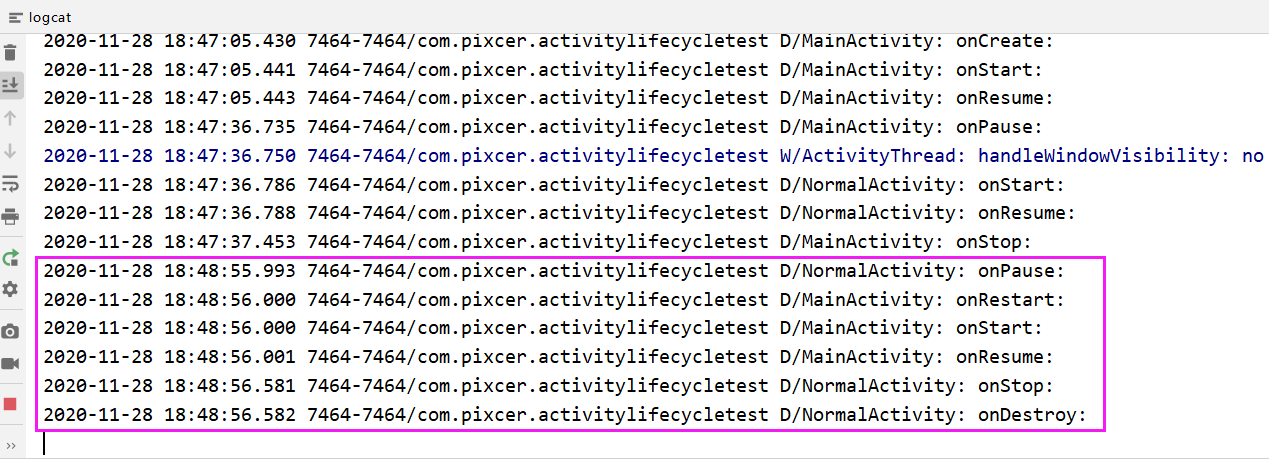 logcat
2020-11-28 18:47:05.430 7464-7464/com.pixcer.activitylifecycletest D/MainActivity: onCreate:
2020-11-28 18:47:05.441 7464-7464/com.pixcer.activitylifecycletest D/MainActivity: onStart:
2020-11-28 18:47:05.443 7464-7464/com.pixcer.activitylifecycletest D/MainActivity: onResume:
2020-11-28 18:47:36.735 7464-7464/com.pixcer.activitylifecycletest D/MainActivity: onPause:
2020-11-28 18:47:36.750 7464-7464/com.pixcer.activitylifecycletest W/ActivityThread: handleWindowVisibility: no
2020-11-28 18:47:36.786 7464-7464/com.pixcer.activitylifecycletest D/NormalActivity: onStart:
2020-11-28 18:47:36.788 7464-7464/com.pixcer.activitylifecycletest D/NormalActivity: onResume:
2020-11-28 18:47:37.453 7464-7464/com.pixcer.activitylifecycletest D/MainActivity: onStop:
2020-11-28 18:48:55.993 7464-7464/com.pixcer.activitylifecycletest D/NormalActivity: onPause:
2020-11-28 18:48:56.000 7464-7464/com.pixcer.activitylifecycletest D/MainActivity: onRestart:
2020-11-28 18:48:56.000 7464-7464/com.pixcer.activitylifecycletest D/MainActivity: onStart:
2020-11-28 18:48:56.001 7464-7464/com.pixcer.activitylifecycletest D/MainActivity: onResume:
2020-11-28 18:48:56.581 7464-7464/com.pixcer.activitylifecycletest D/NormalActivity: onStop:
2020-11-28 18:48:56.582 7464-7464/com.pixcer.activitylifecycletest D/NormalActivity: onDestroy: